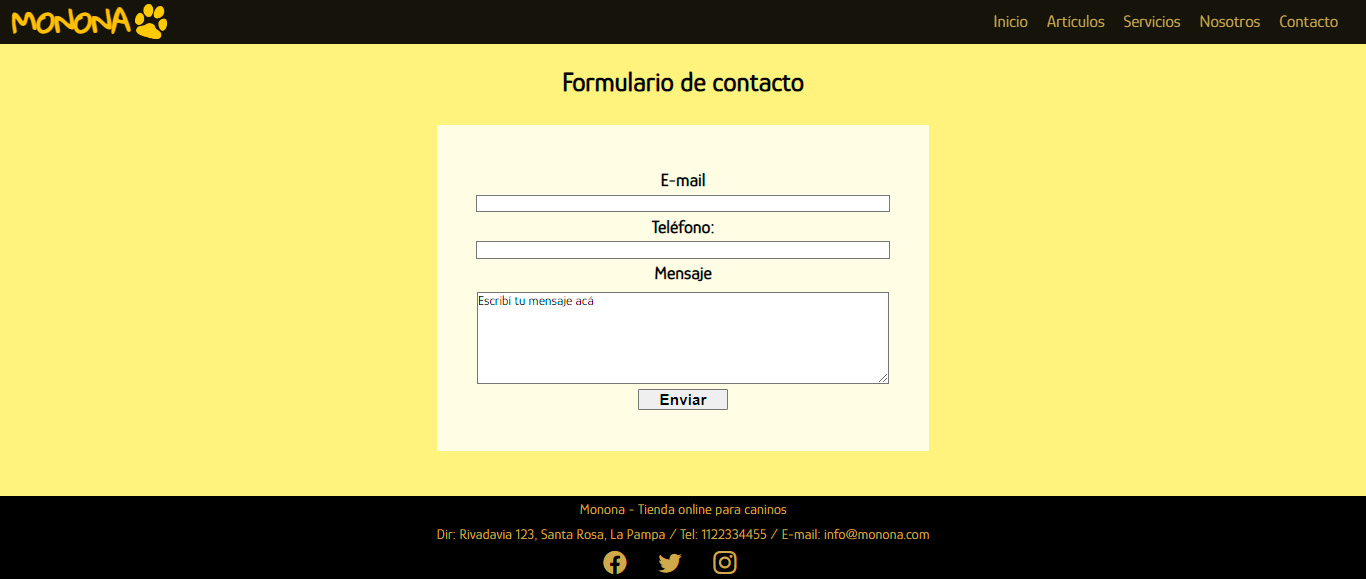 MONONA
Inicio Artículos Servicios Nosotros Contacto
Formulario de contacto
E-mail
Teléfono:
Mensaje
Escribí tu mensaje acá
Enviar
Monona - Tienda online para caninos
Dir: Rivadavia 123, Santa Rosa, La Pampa / Tel: 1122334455 / E-mail: info@monona.com